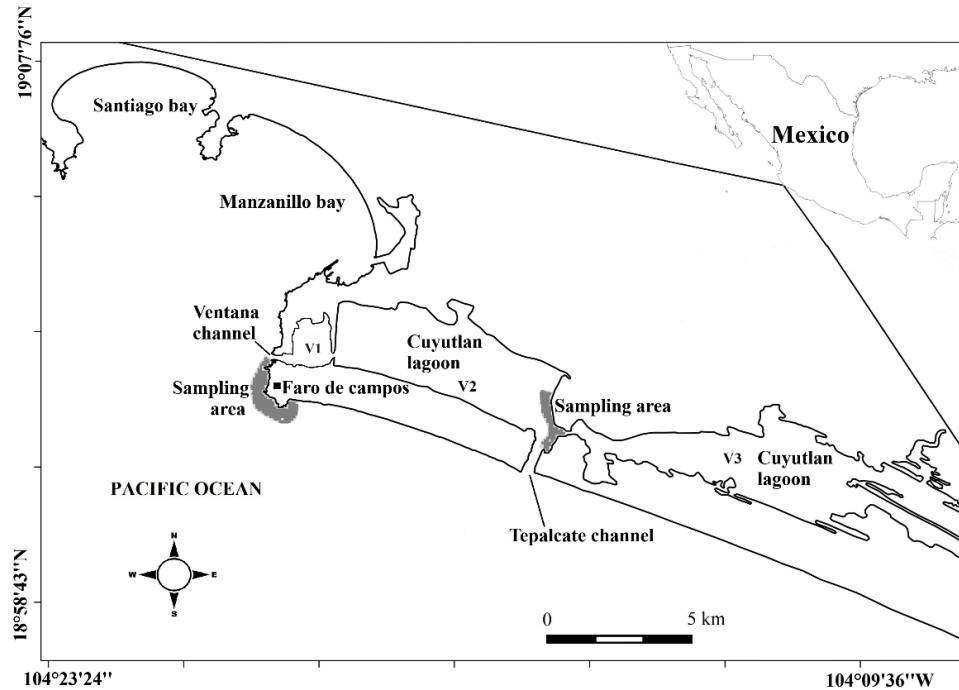 19°07'76''N
Santiago bay
Mexico
Manzanillo bay
Ventana
channel
V1
Cuyutlan
lagoon
V2
Sampling
area
Faro de campos
Sampling area
V3
Cuyutlan
lagoon
PACIFIC OCEAN
Tepalcate channel
N
W
E
S
0
5 km
18°58'43''N
104°23'24''
104°09'36''W